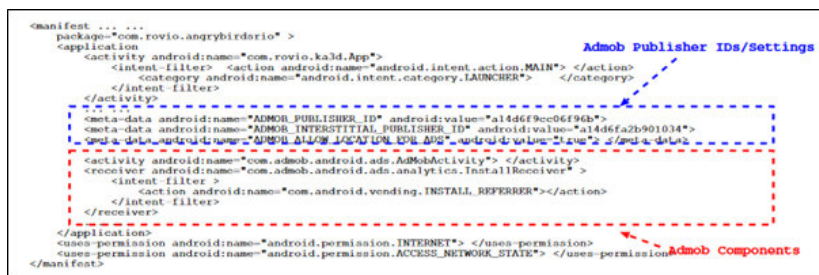 <manifest ... ...
package="com.rovio.angrybirdsrio" >
<application
Admob Publisher IDs/Settings
<activity android:name="com.rovio.ka3d.App">
<intent-filter> <action android:name="android.intent.action.MAIN"> </action>
<category android:name="android.intent.category.LAUNCHER"> </category>
</intent-filter>
</activity>
... ...
<meta-data android:name="ADMOB_PUBLISHER_ID" android:value="a14d6f9cc06f96b">
<meta-data android:name="ADMOB_INTERSTITIAL_PUBLISHER_ID" android:value="a14d6fa2b901034">
<meta-data android:name="ADMOB_ALLOW_LOCATION_FOR_ADS" android:value="true"> </meta-data>
<activity android:name="com.admob.android.ads.AdMobActivity"> </activity>
<receiver android:name="com.admob.android.ads.analytics.InstallReceiver" >
<intent-filter >
<action android:name="com.android.vending.INSTALL_REFERRER"></action>
</intent-filter>
</receiver>
</application>
<uses-permission android:name="android.permission.INTERNET"> </uses-permission>
<uses-permission android:name="android.permission.ACCESS_NETWORK_STATE"> </uses-permission
Admob Components
</manifest>